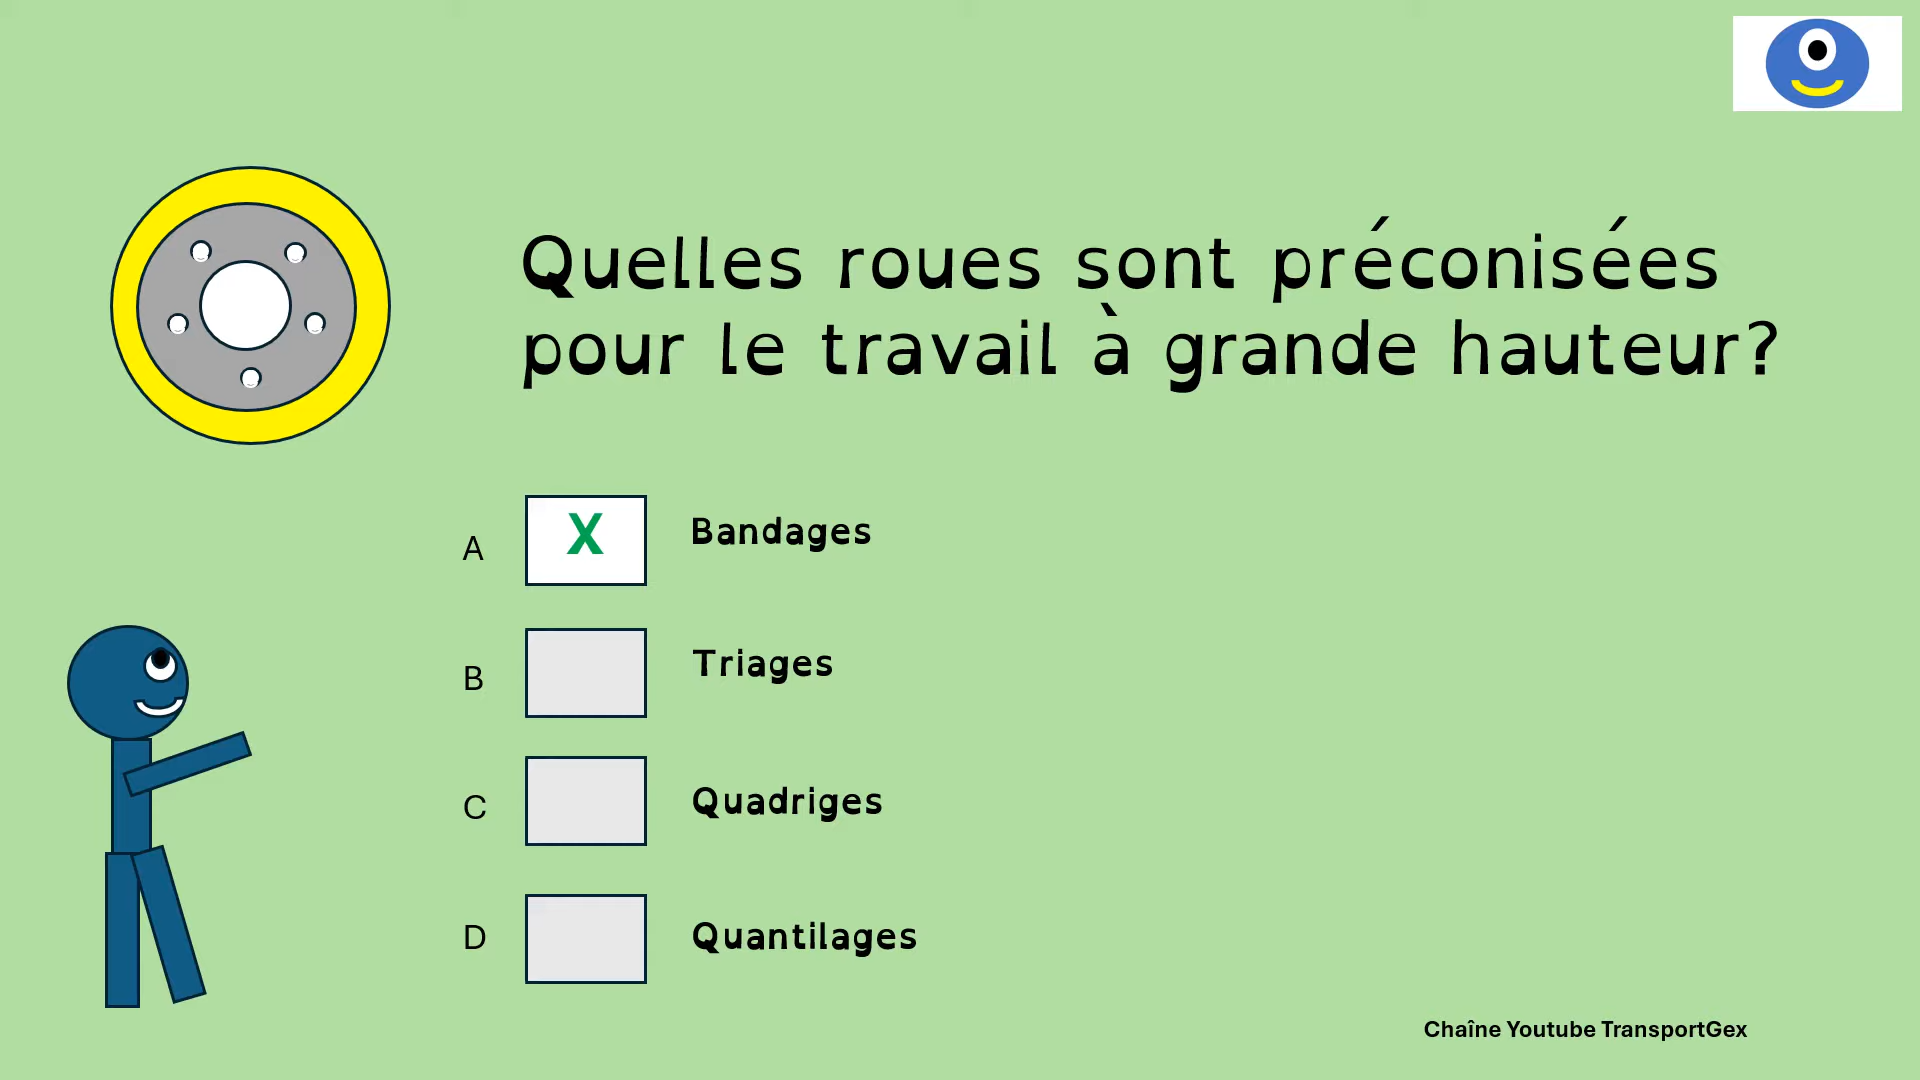 Quelles roues sont préconisées
pour le travail à grande hauteur?
A X Bandages
B Triages
C Quadriges
D Quantilages
Chaîne Youtube TransportGex